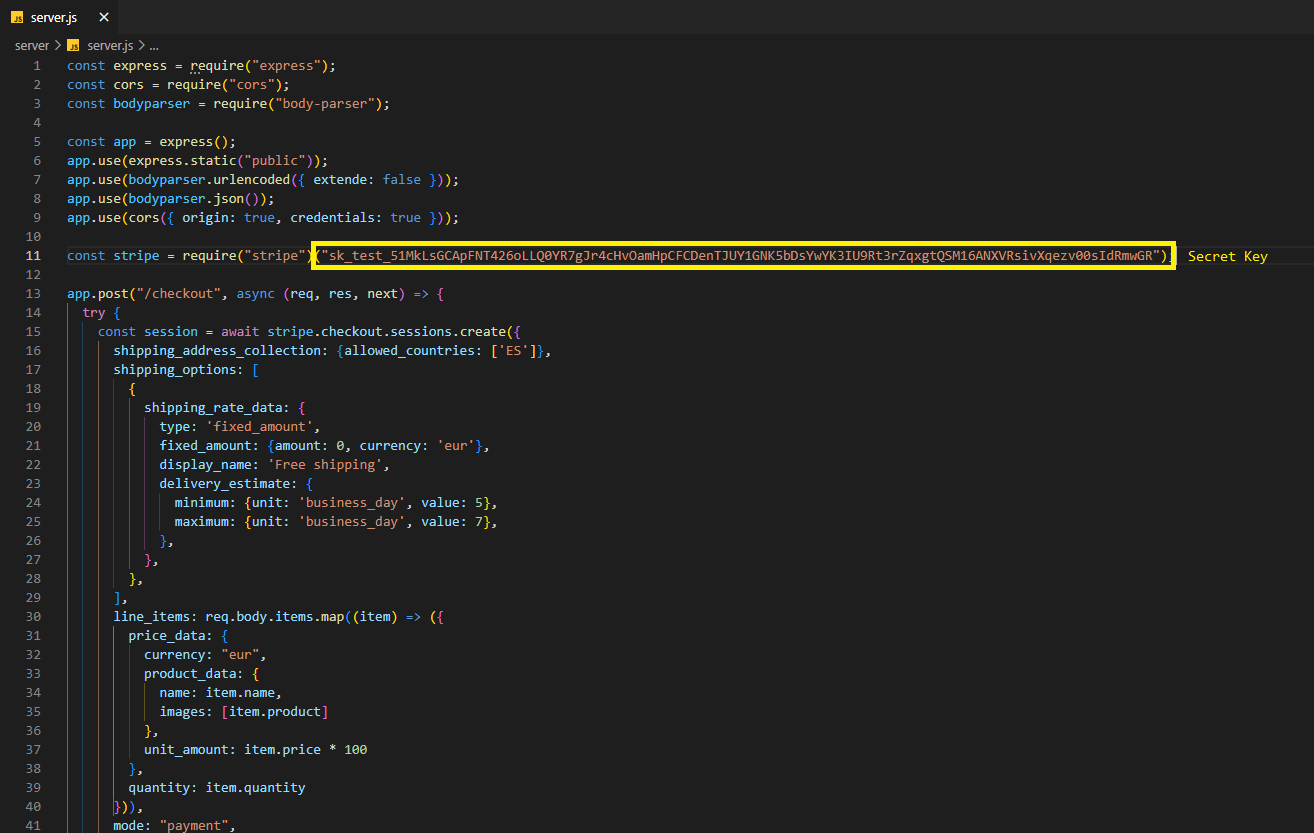 JS server.js ×
server > JS server.js > ...
1 const express = require("express");
2 const cors = require("cors");
3 const bodyparser = require("body-parser");
4
5 const app = express();
6 app.use(express.static("public"));
7 app.use(bodyparser.urlencoded({ extende: false }));
8 app.use(bodyparser.json());
9 app.use(cors({ origin: true, credentials: true }));
10
11 const stripe = require("stripe")("sk_test_51MkLsGCApFNT426oLLQ0YR7gJr4cHvOamHpCFCDenTJUY1GNK5bDsYwYK3IU9Rt3rZqxgtQSM16ANXVRsivXqezv00sIdRmwGR"); Secret Key
12
13 app.post("/checkout", async (req, res, next) => {
14 try {
15 const session = await stripe.checkout.sessions.create({
16 shipping_address_collection: {allowed_countries: ['ES']},
17 shipping_options: [
18 {
19 shipping_rate_data: {
20 type: 'fixed_amount',
21 fixed_amount: {amount: 0, currency: 'eur'},
22 display_name: 'Free shipping',
23 delivery_estimate: {
24 minimum: {unit: 'business_day', value: 5},
25 maximum: {unit: 'business_day', value: 7},
26 },
27 },
28 },
29 ],
30 line_items: req.body.items.map((item) => ({
31 price_data: {
32 currency: "eur",
33 product_data: {
34 name: item.name,
35 images: [item.product]
36 },
37 unit_amount: item.price * 100
38 },
39 quantity: item.quantity
40 })),
41 mode: "payment",